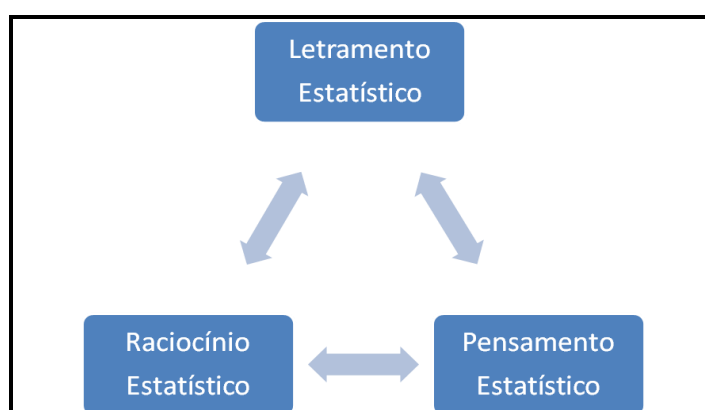 Letramento
Estatístico
Raciocínio
Estatístico
Pensamento
Estatístico